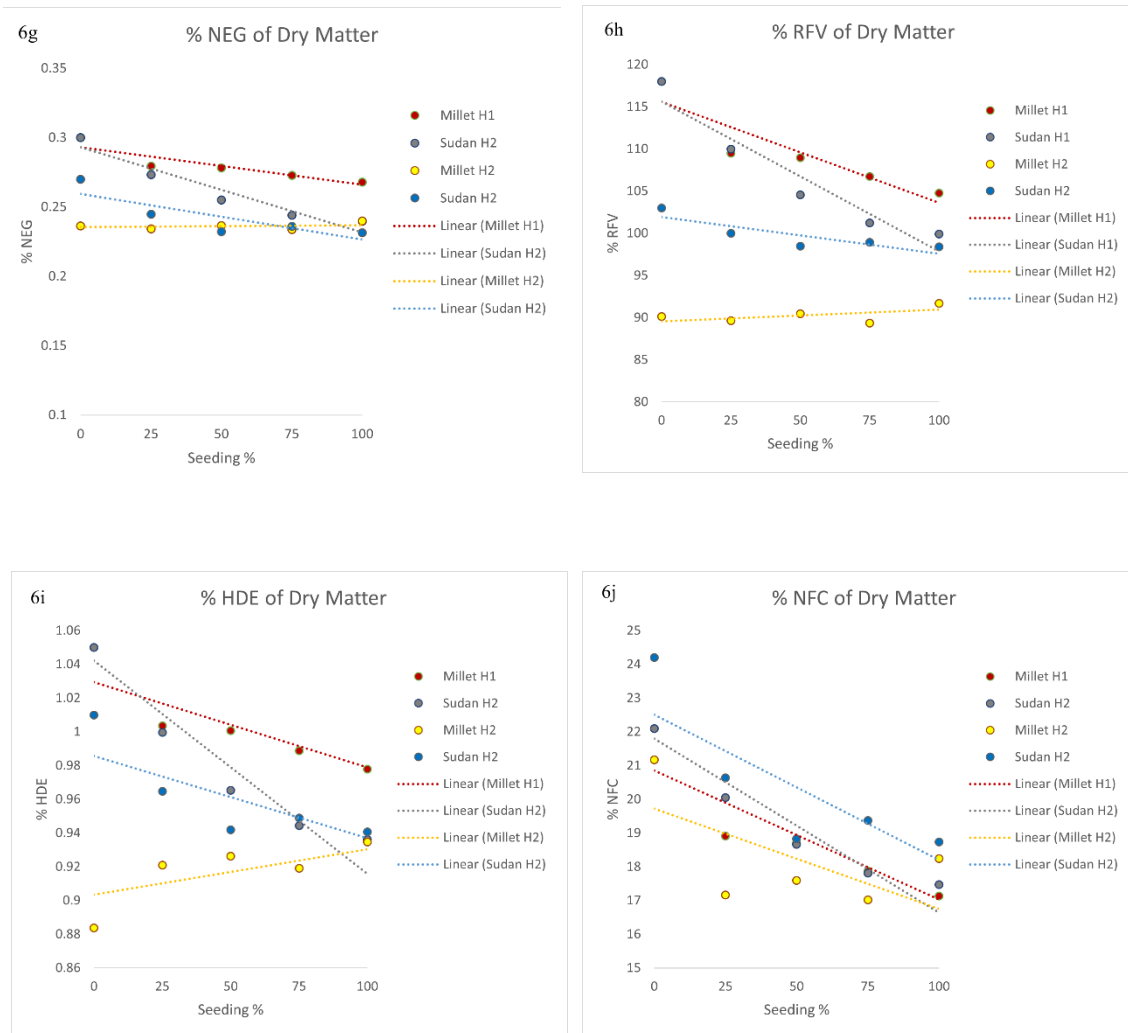 6g
% NEG of Dry Matter
0.35
0.3
0.25
0.2
0.15
0.1
% NEG
0 25 50 75 100
Seeding %
Millet H1
Sudan H2
Millet H2
Sudan H2
Linear (Millet H1)
Linear (Sudan H2)
Linear (Millet H2)
Linear (Sudan H2)
6h
% RFV of Dry Matter
120
115
110
105
100
95
90
85
80
% RFV
0 25 50 75 100
Seeding %
Millet H1
Sudan H1
Millet H2
Sudan H2
Linear (Millet H1)
Linear (Sudan H1)
Linear (Millet H2)
Linear (Sudan H2)
6i
% HDE of Dry Matter
1.06
1.04
1.02
1
0.98
0.96
0.94
0.92
0.9
0.88
0.86
% HDE
0 25 50 75 100
Seeding %
Millet H1
Sudan H2
Millet H2
Sudan H2
Linear (Millet H1)
Linear (Sudan H2)
Linear (Millet H2)
Linear (Sudan H2)
6j
% NFC of Dry Matter
25
24
23
22
21
20
19
18
17
16
15
% NFC
0 25 50 75 100
Seeding %
Millet H1
Sudan H2
Millet H2
Sudan H2
Linear (Millet H1)
Linear (Sudan H2)
Linear (Millet H2)
Linear (Sudan H2)